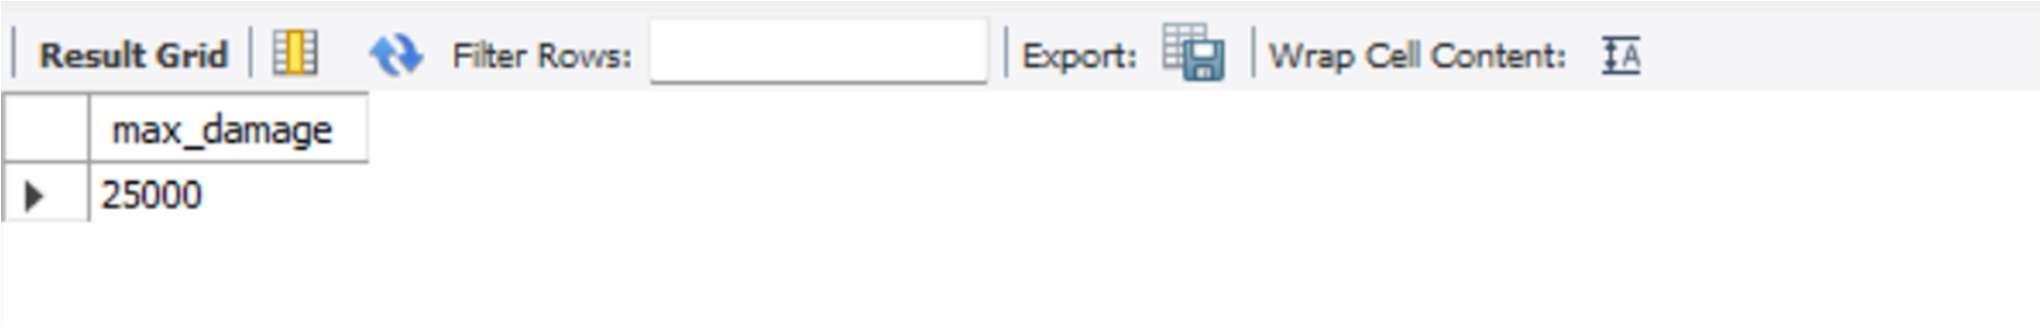 Result Grid Filter Rows: Export: Wrap Cell Content: A
max_damage
25000